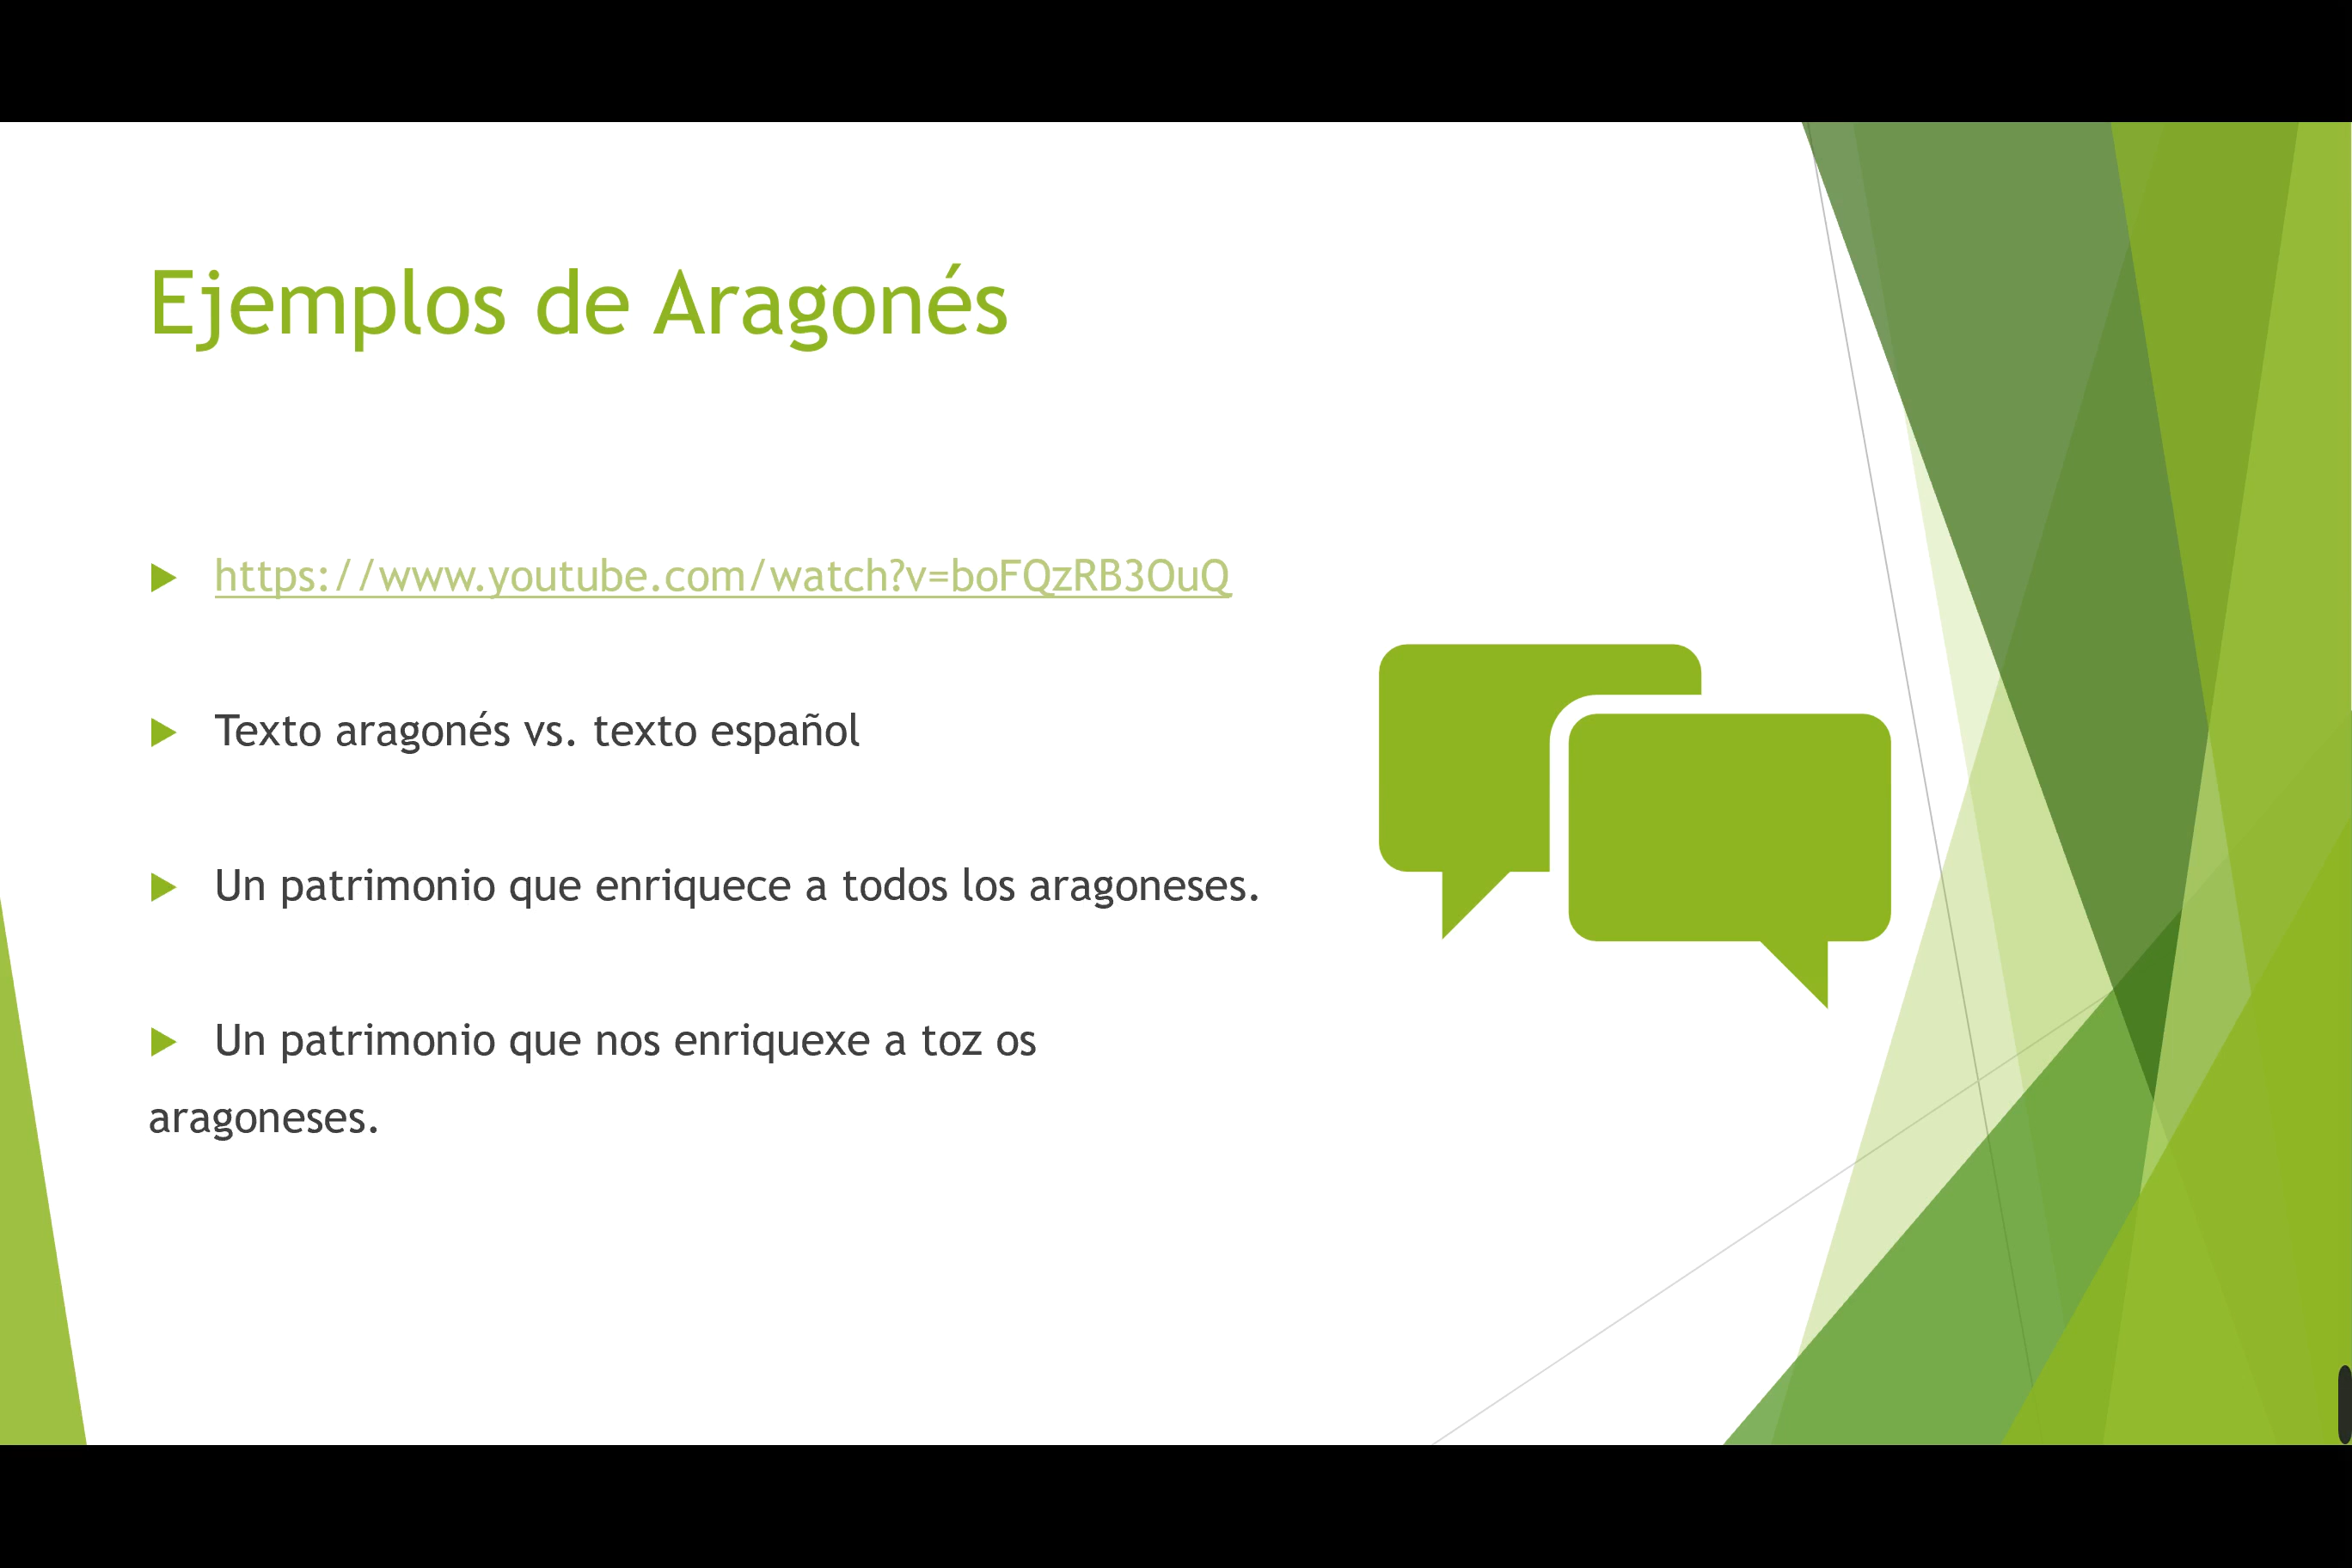 Ejemplos de Aragonés
https://www.youtube.com/watch?v=boFQzRB3OuQ
Texto aragonés vs. texto español
Un patrimonio que enriquece a todos los aragoneses.
Un patrimonio que nos enriquexe a toz os
aragoneses.